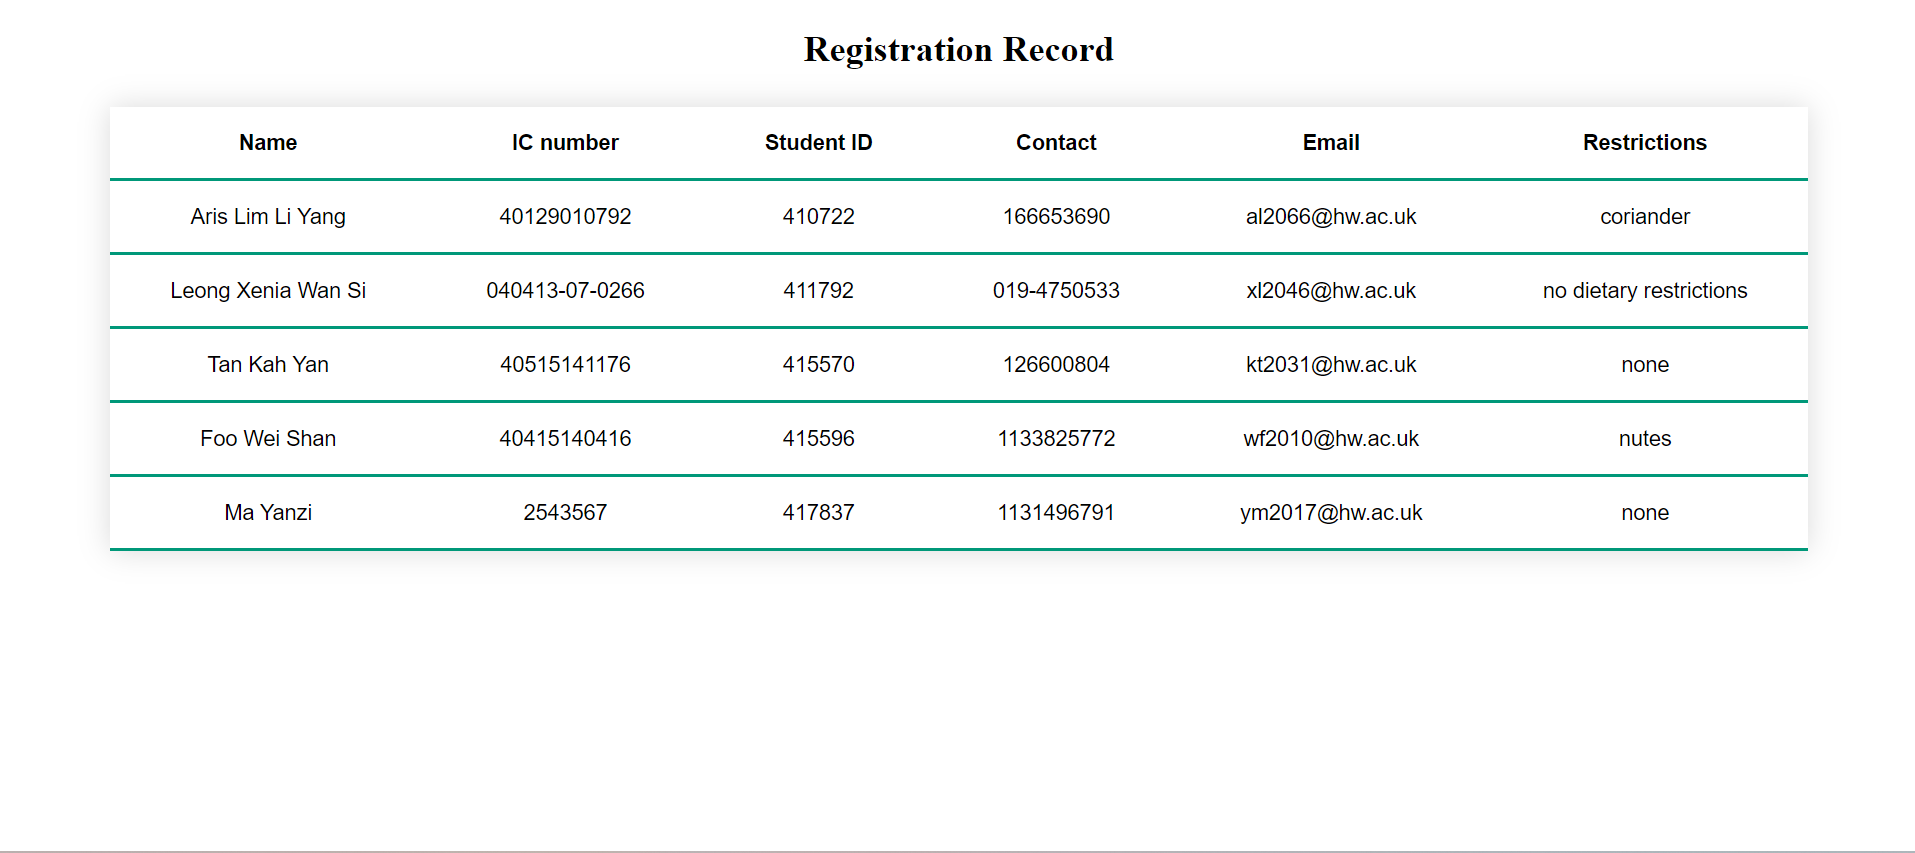 Registration Record
Name IC number Student ID Contact Email Restrictions
Aris Lim Li Yang 40129010792 410722 166653690 al2066@hw.ac.uk coriander
Leong Xenia Wan Si 040413-07-0266 411792 019-4750533 xl2046@hw.ac.uk no dietary restrictions
Tan Kah Yan 40515141176 415570 126600804 kt2031@hw.ac.uk none
Foo Wei Shan 40415140416 415596 1133825772 wf2010@hw.ac.uk nutes
Ma Yanzi 2543567 417837 1131496791 ym2017@hw.ac.uk none